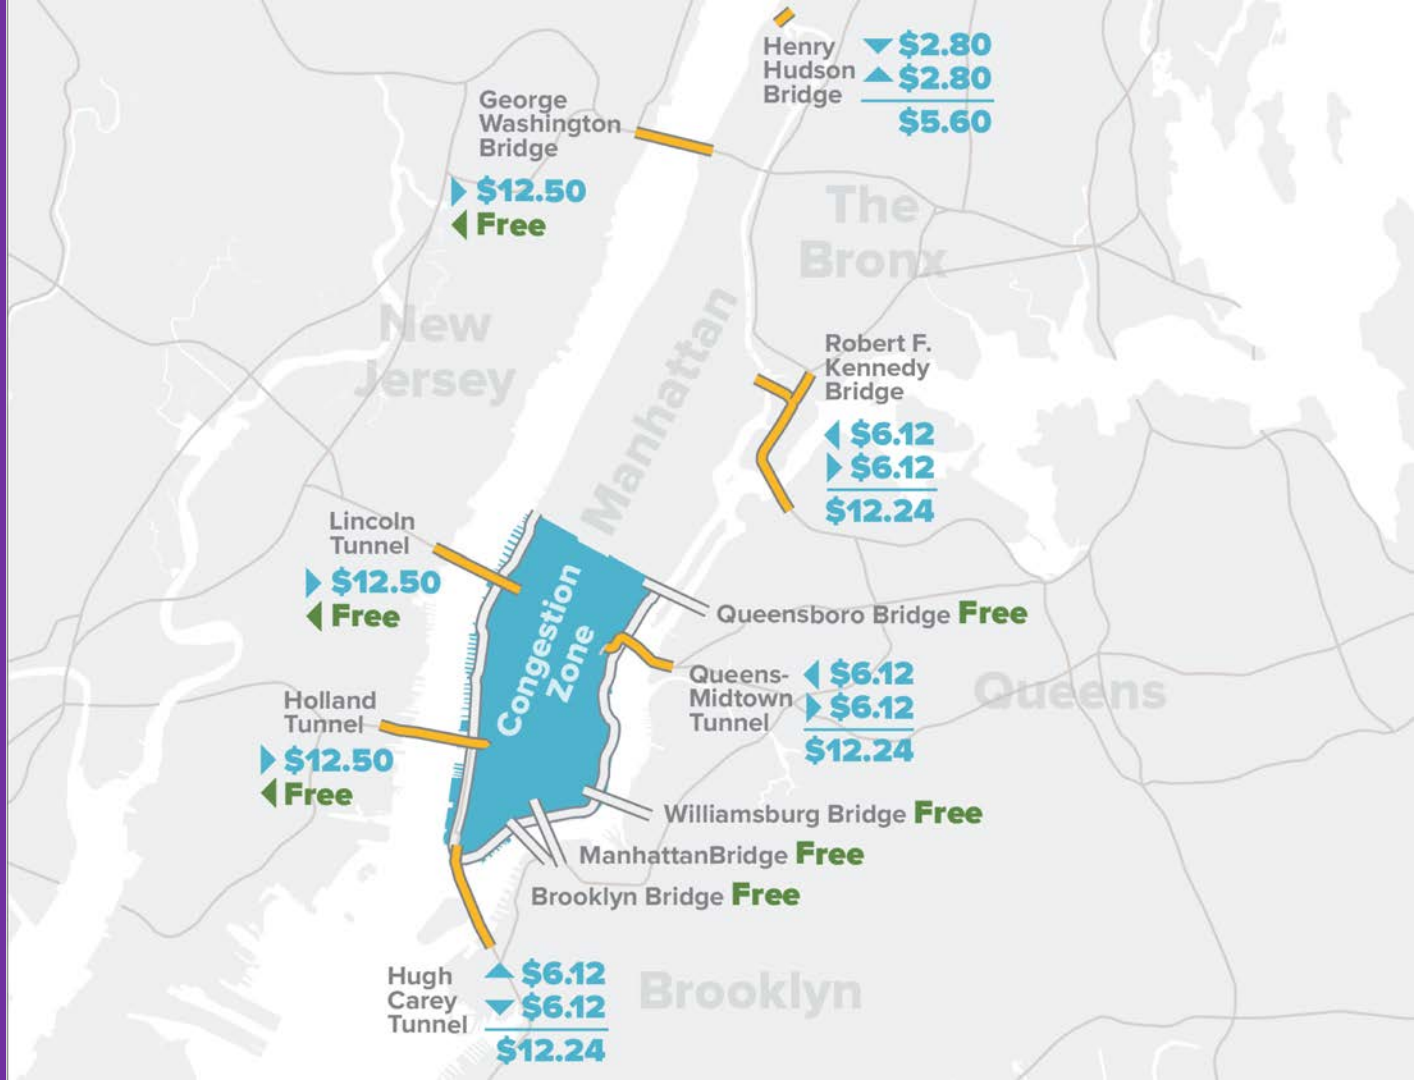 Henry
Hudson
Bridge
▼ $2.80
▲ $2.80
$5.60
George
Washington
Bridge
▶ $12.50
◀ Free
The
Bronx
New
Jersey
Manhattan
Robert F.
Kennedy
Bridge
◀ $6.12
▶ $6.12
$12.24
Lincoln
Tunnel
▶ $12.50
◀ Free
Congestion
Zone
Queensboro Bridge Free
Queens-
Midtown
Tunnel
◀ $6.12
▶ $6.12
$12.24
Queens
Holland
Tunnel
▶ $12.50
◀ Free
Williamsburg Bridge Free
ManhattanBridge Free
Brooklyn Bridge Free
Hugh
Carey
Tunnel
▲ $6.12
▼ $6.12
$12.24
Brooklyn